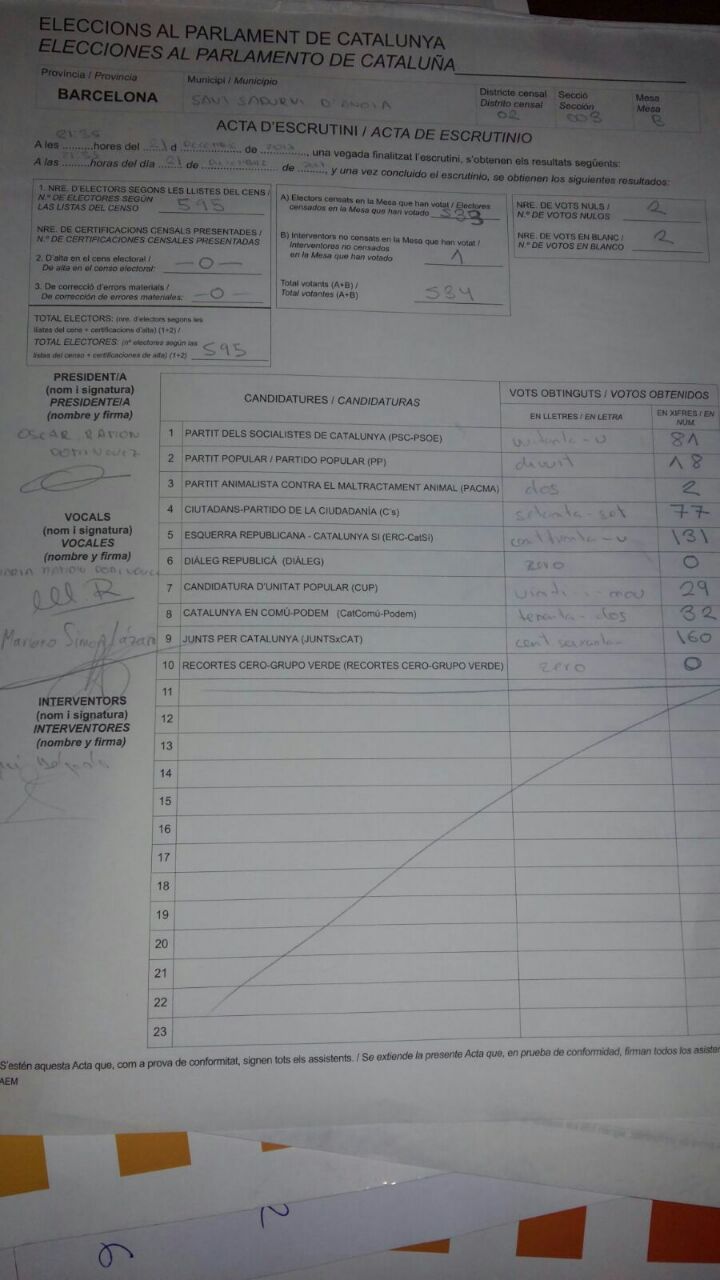 ELECCIONS AL PARLAMENT DE CATALUNYA
ELECCIONES AL PARLAMENTO DE CATALUÑA
Província / Provincia
BARCELONA
Municipi / Municipio
SANT SADURNÍ D'ANOIA
Districte censal
Distrito censal
02
Secció
Sección
003
Mesa
Mesa
B
ACTA D'ESCRUTINI / ACTA DE ESCRUTINIO
A les 21:35 hores del 21 d DESEMBRE de 2017, una vegada finalitzat l'escrutini, s'obtenen els resultats següents:
A las 21:35 horas del día 21 de DICIEMBRE de 2017, y una vez concluido el escrutinio, se obtienen los siguientes resultados:
1. NRE. D'ELECTORS SEGONS LES LLISTES DEL CENS /
N.º DE ELECTORES SEGÚN
LAS LISTAS DEL CENSO 595
NRE. DE CERTIFICACIONS CENSALS PRESENTADES /
N.º DE CERTIFICACIONES CENSALES PRESENTADAS
2. D'alta en el cens electoral /
De alta en el censo electoral: —0—
3. De correcció d'errors materials /
De corrección de errores materiales: —0—
TOTAL ELECTORS: (nre. d'electors segons les
llistes del cens + certificacions d'alta) (1+2) /
TOTAL ELECTORES: (nº electores según las
listas del censo + certificaciones de alta) (1+2) 595
A) Electors censats en la Mesa que han votat / Electores
censados en la Mesa que han votado 533
B) Interventors no censats en la Mesa que han votat /
Interventores no censados
en la Mesa que han votado 1
Total votants (A+B) /
Total votantes (A+B) 534
NRE. DE VOTS NULS /
N.º DE VOTOS NULOS 2
NRE. DE VOTS EN BLANC /
N.º DE VOTOS EN BLANCO 2
PRESIDENT/A
(nom i signatura)
PRESIDENTE/A
(nombre y firma)
OSCAR RAMON
DOMINGUEZ
VOCALS
(nom i signatura)
VOCALES
(nombre y firma)
Mariano Simon Lázaro
INTERVENTORS
(nom i signatura)
INTERVENTORES
(nombre y firma)
CANDIDATURES / CANDIDATURAS
VOTS OBTINGUTS / VOTOS OBTENIDOS
EN LLETRES / EN LETRA
EN XIFRES / EN
NUM.
1 PARTIT DELS SOCIALISTES DE CATALUNYA (PSC-PSOE) vuitanta-u 81
2 PARTIT POPULAR / PARTIDO POPULAR (PP) divuit 18
3 PARTIT ANIMALISTA CONTRA EL MALTRACTAMENT ANIMAL (PACMA) dos 2
4 CIUTADANS-PARTIDO DE LA CIUDADANÍA (C's) setanta-set 77
5 ESQUERRA REPUBLICANA - CATALUNYA SI (ERC-CatSí) cent trenta-u 131
6 DIÀLEG REPUBLICÀ (DIÀLEG) zero 0
7 CANDIDATURA D'UNITAT POPULAR (CUP) vint-i-nou 29
8 CATALUNYA EN COMÚ-PODEM (CatComú-Podem) trenta-dos 32
9 JUNTS PER CATALUNYA (JUNTSxCAT) cent seixanta 160
10 RECORTES CERO-GRUPO VERDE (RECORTES CERO-GRUPO VERDE) zero 0
11
12
13
14
15
16
17
18
19
20
21
22
23
S'estén aquesta Acta que, com a prova de conformitat, signen tots els assistents. / Se extiende la presente Acta que, en prueba de conformidad, firman todos los
AEM
2
6